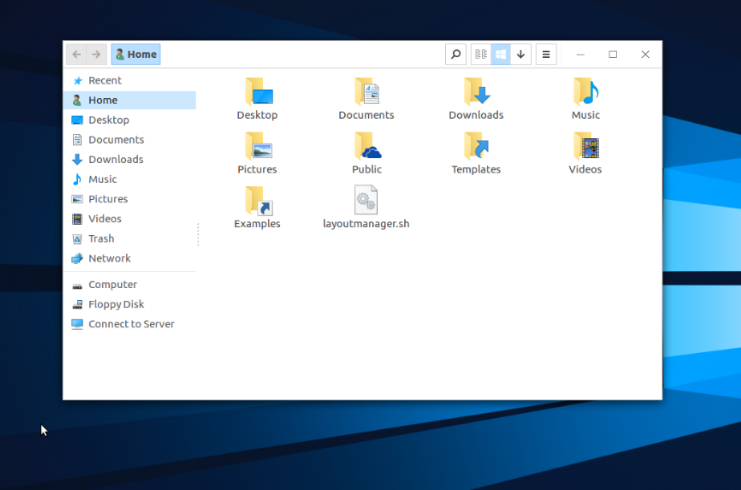 Home
Recent
Home
Desktop
Documents
Downloads
Music
Pictures
Videos
Trash
Network
Computer
Floppy Disk
Connect to Server
Desktop
Documents
Downloads
Music
Pictures
Public
Templates
Videos
Examples
layoutmanager.sh